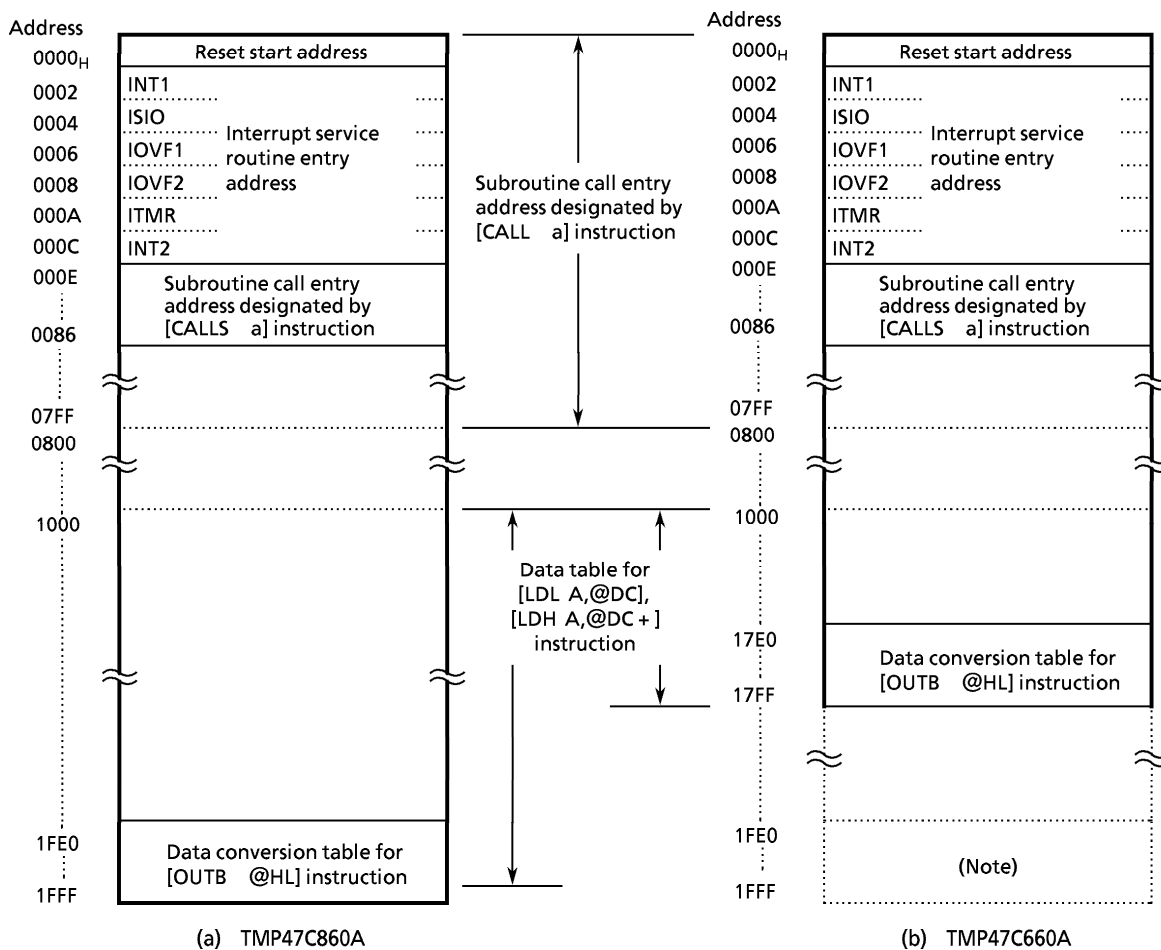 Address
0000H
0002
0004
0006
0008
000A
000C
000E
0086
07FF
0800
1000
1FE0
1FFF
Reset start address
INT1
ISIO
IOVF1
IOVF2
ITMR
INT2
Interrupt service
routine entry
address
Subroutine call entry
address designated by
[CALLS a] instruction
Data conversion table for
[OUTB @HL] instruction
(a) TMP47C860A
Subroutine call entry
address designated by
[CALL a] instruction
Data table for
[LDL A,@DC],
[LDH A,@DC+]
instruction
Address
0000H
0002
0004
0006
0008
000A
000C
000E
0086
07FF
0800
1000
17E0
17FF
1FE0
1FFF
Reset start address
INT1
ISIO
IOVF1
IOVF2
ITMR
INT2
Interrupt service
routine entry
address
Subroutine call entry
address designated by
[CALLS a] instruction
Data conversion table for
[OUTB @HL] instruction
(Note)
(b) TMP47C660A